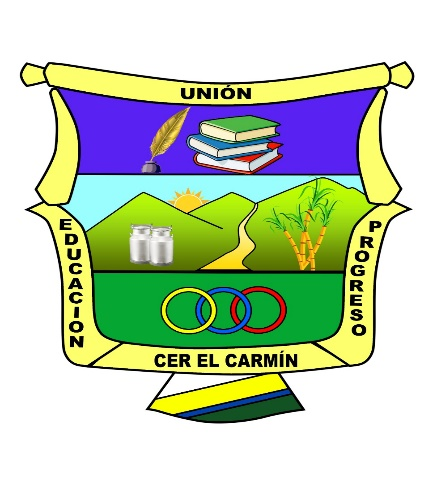 UNIÓN
EDUCACION
PROGRESO
CER EL CARMÍN